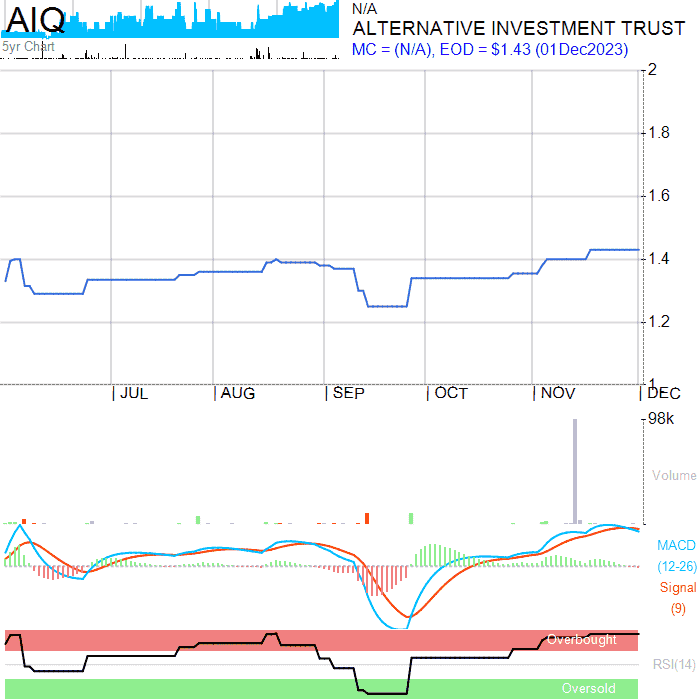 AIQ
5yr Chart
N/A
ALTERNATIVE INVESTMENT TRUST
MC = (N/A), EOD = $1.43 (01Dec2023)
2
1.8
1.6
1.4
1.2
1
JUL AUG SEP OCT NOV DEC
98k
Volume
MACD
(12-26)
Signal
(9)
Overbought
RSI(14)
Oversold